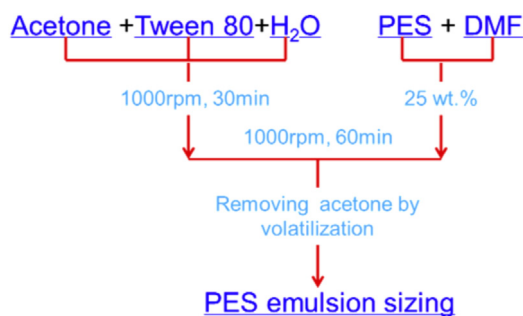 Acetone +Tween 80+H₂O PES + DMF
1000rpm, 30min 25 wt.%
1000rpm, 60min
Removing acetone by
volatilization
PES emulsion sizing